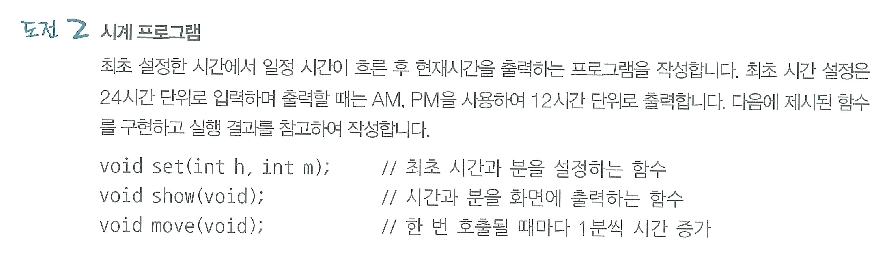 도전 2 시계 프로그램
최초 설정한 시간에서 일정 시간이 흐른 후 현재시간을 출력하는 프로그램을 작성합니다. 최초 시간 설정은
24시간 단위로 입력하며 출력할 때는 AM, PM을 사용하여 12시간 단위로 출력합니다. 다음에 제시된 함수
를 구현하고 실행 결과를 참고하여 작성합니다.
void set(int h, int m); // 최초 시간과 분을 설정하는 함수
void show(void); // 시간과 분을 화면에 출력하는 함수
void move(void); // 한 번 호출될 때마다 1분씩 시간 증가